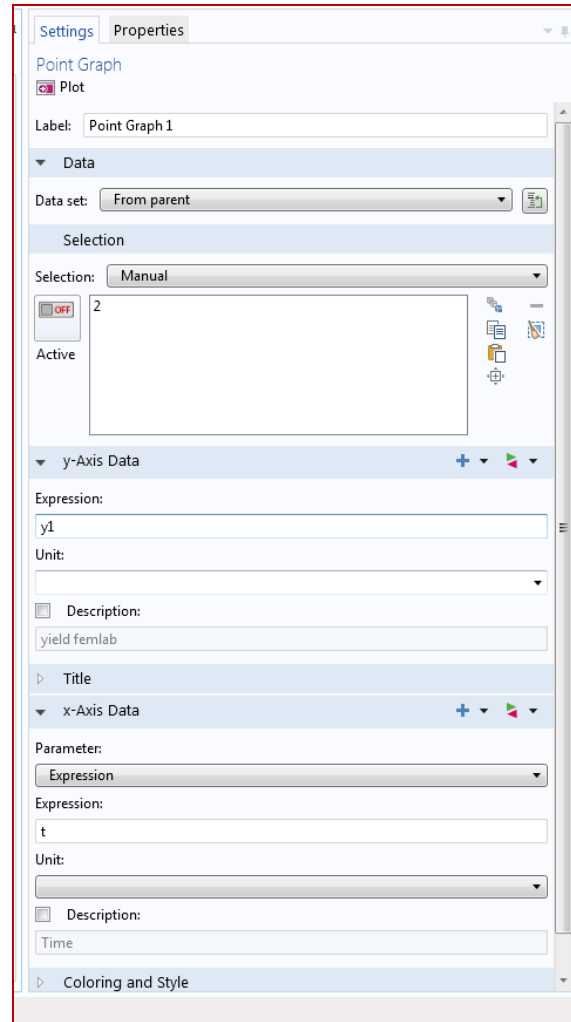 Settings Properties
Point Graph
Plot
Label: Point Graph 1
Data
Data set: From parent
Selection
Selection: Manual
OFF 2
Active
y-Axis Data
Expression:
y1
Unit:
Description:
yield femlab
Title
x-Axis Data
Parameter:
Expression
Expression:
t
Unit:
Description:
Time
Coloring and Style